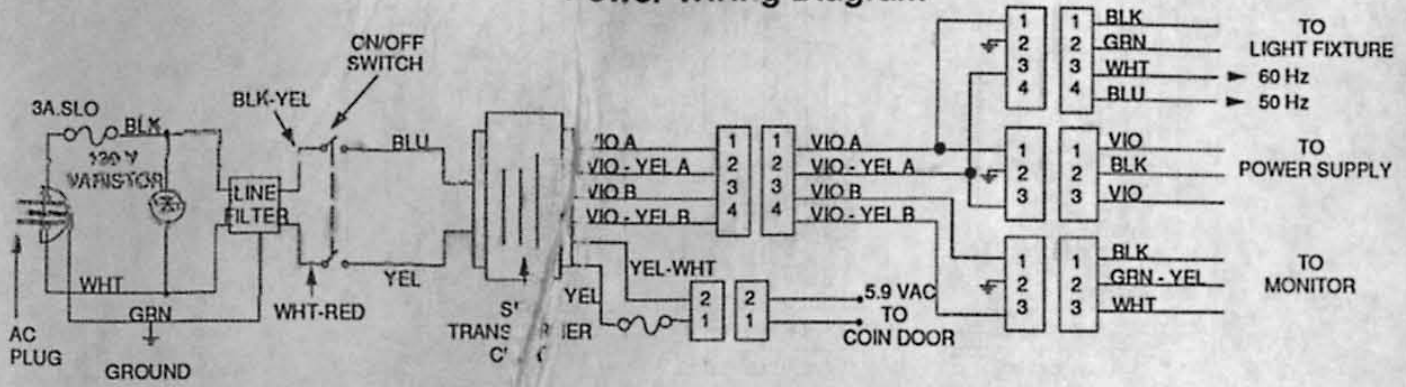 Wiring Diagram
3A.SLO
BLK
120 V
VARISTOR
AC
PLUG
WHT
GRN
GROUND
LINE
FILTER
BLK-YEL
ON/OFF
SWITCH
WHT-RED
BLU
YEL
VIO - YEL A
VIO B
VIO - YEL B
YEL-WHT
YEL
1
2
3
4
1
2
3
4
VIO A
VIO - YEL A
VIO B
VIO - YEL B
2
1
2
1
5.9 VAC
TO
COIN DOOR
1
2
3
4
1
2
3
4
BLK
GRN
WHT
BLU
TO
LIGHT FIXTURE
60 Hz
50 Hz
1
2
3
1
2
3
VIO
BLK
VIO
TO
POWER SUPPLY
1
2
3
1
2
3
BLK
GRN - YEL
WHT
TO
MONITOR